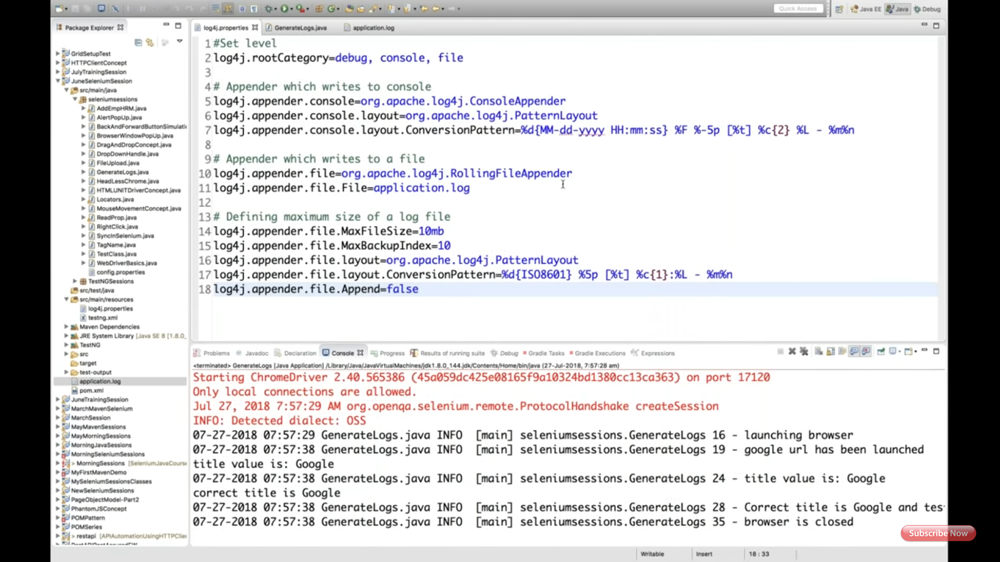 Quick Access
Java EE
Java
Debug
Package Explorer
log4j.properties
GenerateLogs.java
application.log
GridSetupTest
HTTPClientConcept
JulyTrainingSession
JuneSeleniumSession
src/main/java
seleniumsessions
AddEmpHRM.java
AlertPopUp.java
BackAndForwardButtonSimulati
BrowserWindowPopUp.java
DragAndDropConcept.java
DropDownHandle.java
FileUpload.java
GenerateLogs.java
HeadLessChrome.java
HTMLUNITDriverConcept.java
Locators.java
MouseMovementConcept.java
ReadProp.java
RightClick.java
SyncInSelenium.java
TagName.java
TestClass.java
WebDriverBasics.java
config.properties
TestNGSessions
src/test/java
src/main/resources
log4j.properties
testng.xml
Maven Dependencies
JRE System Library [Java SE 8 [1.8.0_
TestNG
src
target
test-output
application.log
pom.xml
JuneTrainingSession
MarchMavenSelenium
MarchSession
MayMavenSessions
MayMorningSessions
MorningJavaSessions
MorningSeleniumSessions
> MorningSessions [SeleniumJavaCourse
MyFirstMavenDemo
MySeleniumSessionsClasses
NewSeleniumSessions
PageObjectModel-Part2
PhantomJSConcept
POMPattern
POMSeries
> restapi [APIAutomationUsingHTTPClie
1 #Set level
2 log4j.rootCategory=debug, console, file
3
4 # Appender which writes to console
5 log4j.appender.console=org.apache.log4j.ConsoleAppender
6 log4j.appender.console.layout=org.apache.log4j.PatternLayout
7 log4j.appender.console.layout.ConversionPattern=%d{MM-dd-yyyy HH:mm:ss} %F %-5p [%t] %c{2} %L - %m%n
8
9 # Appender which writes to a file
10 log4j.appender.file=org.apache.log4j.RollingFileAppender
11 log4j.appender.file.File=application.log
12
13 # Defining maximum size of a log file
14 log4j.appender.file.MaxFileSize=10mb
15 log4j.appender.file.MaxBackupIndex=10
16 log4j.appender.file.layout=org.apache.log4j.PatternLayout
17 log4j.appender.file.layout.ConversionPattern=%d{ISO8601} %5p [%t] %c{1}:%L - %m%n
18 log4j.appender.file.Append=false
Problems
Javadoc
Declaration
Console
Progress
Results of running suite
Debug
Gradle Tasks
Gradle Executions
Expressions
<terminated> GenerateLogs [Java Application] /Library/Java/JavaVirtualMachines/jdk1.8.0_144.jdk/Contents/Home/bin/java (27-Jul-2018, 7:57:28 am)
Starting ChromeDriver 2.40.565386 (45a059dc425e08165f9a10324bd1380cc13ca363) on port 17120
Only local connections are allowed.
Jul 27, 2018 7:57:29 AM org.openqa.selenium.remote.ProtocolHandshake createSession
INFO: Detected dialect: OSS
07-27-2018 07:57:29 GenerateLogs.java INFO  [main] seleniumsessions.GenerateLogs 16 - launching browser
07-27-2018 07:57:38 GenerateLogs.java INFO  [main] seleniumsessions.GenerateLogs 19 - google url has been launched
title value is: Google
07-27-2018 07:57:38 GenerateLogs.java INFO  [main] seleniumsessions.GenerateLogs 24 - title value is: Google
correct title is Google
07-27-2018 07:57:38 GenerateLogs.java INFO  [main] seleniumsessions.GenerateLogs 28 - Correct title is Google and tes
07-27-2018 07:57:38 GenerateLogs.java INFO  [main] seleniumsessions.GenerateLogs 35 - browser is closed
Subscribe Now
Writable
Insert
18 : 33